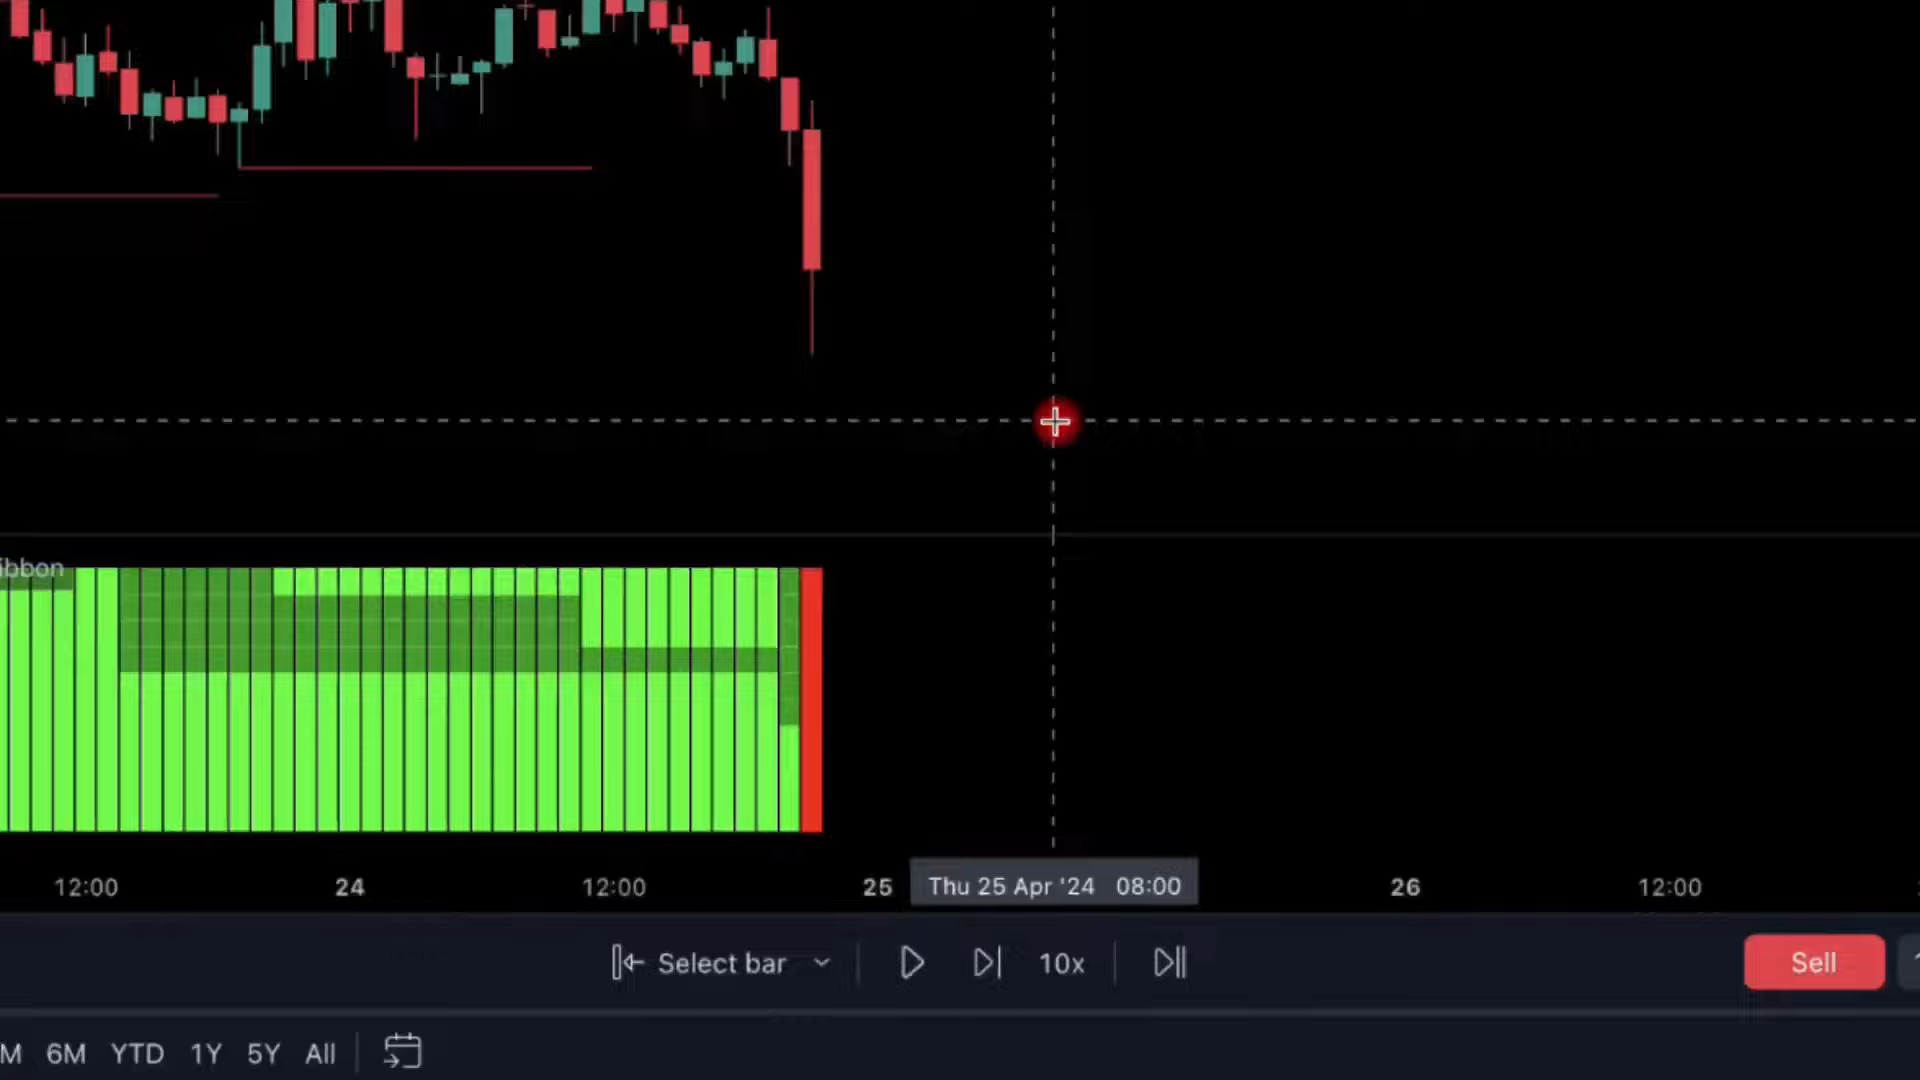 ibbon
12:00 24 12:00 25 Thu 25 Apr '24 08:00 26 12:00
Select bar 10x Sell
M 6M YTD 1Y 5Y All